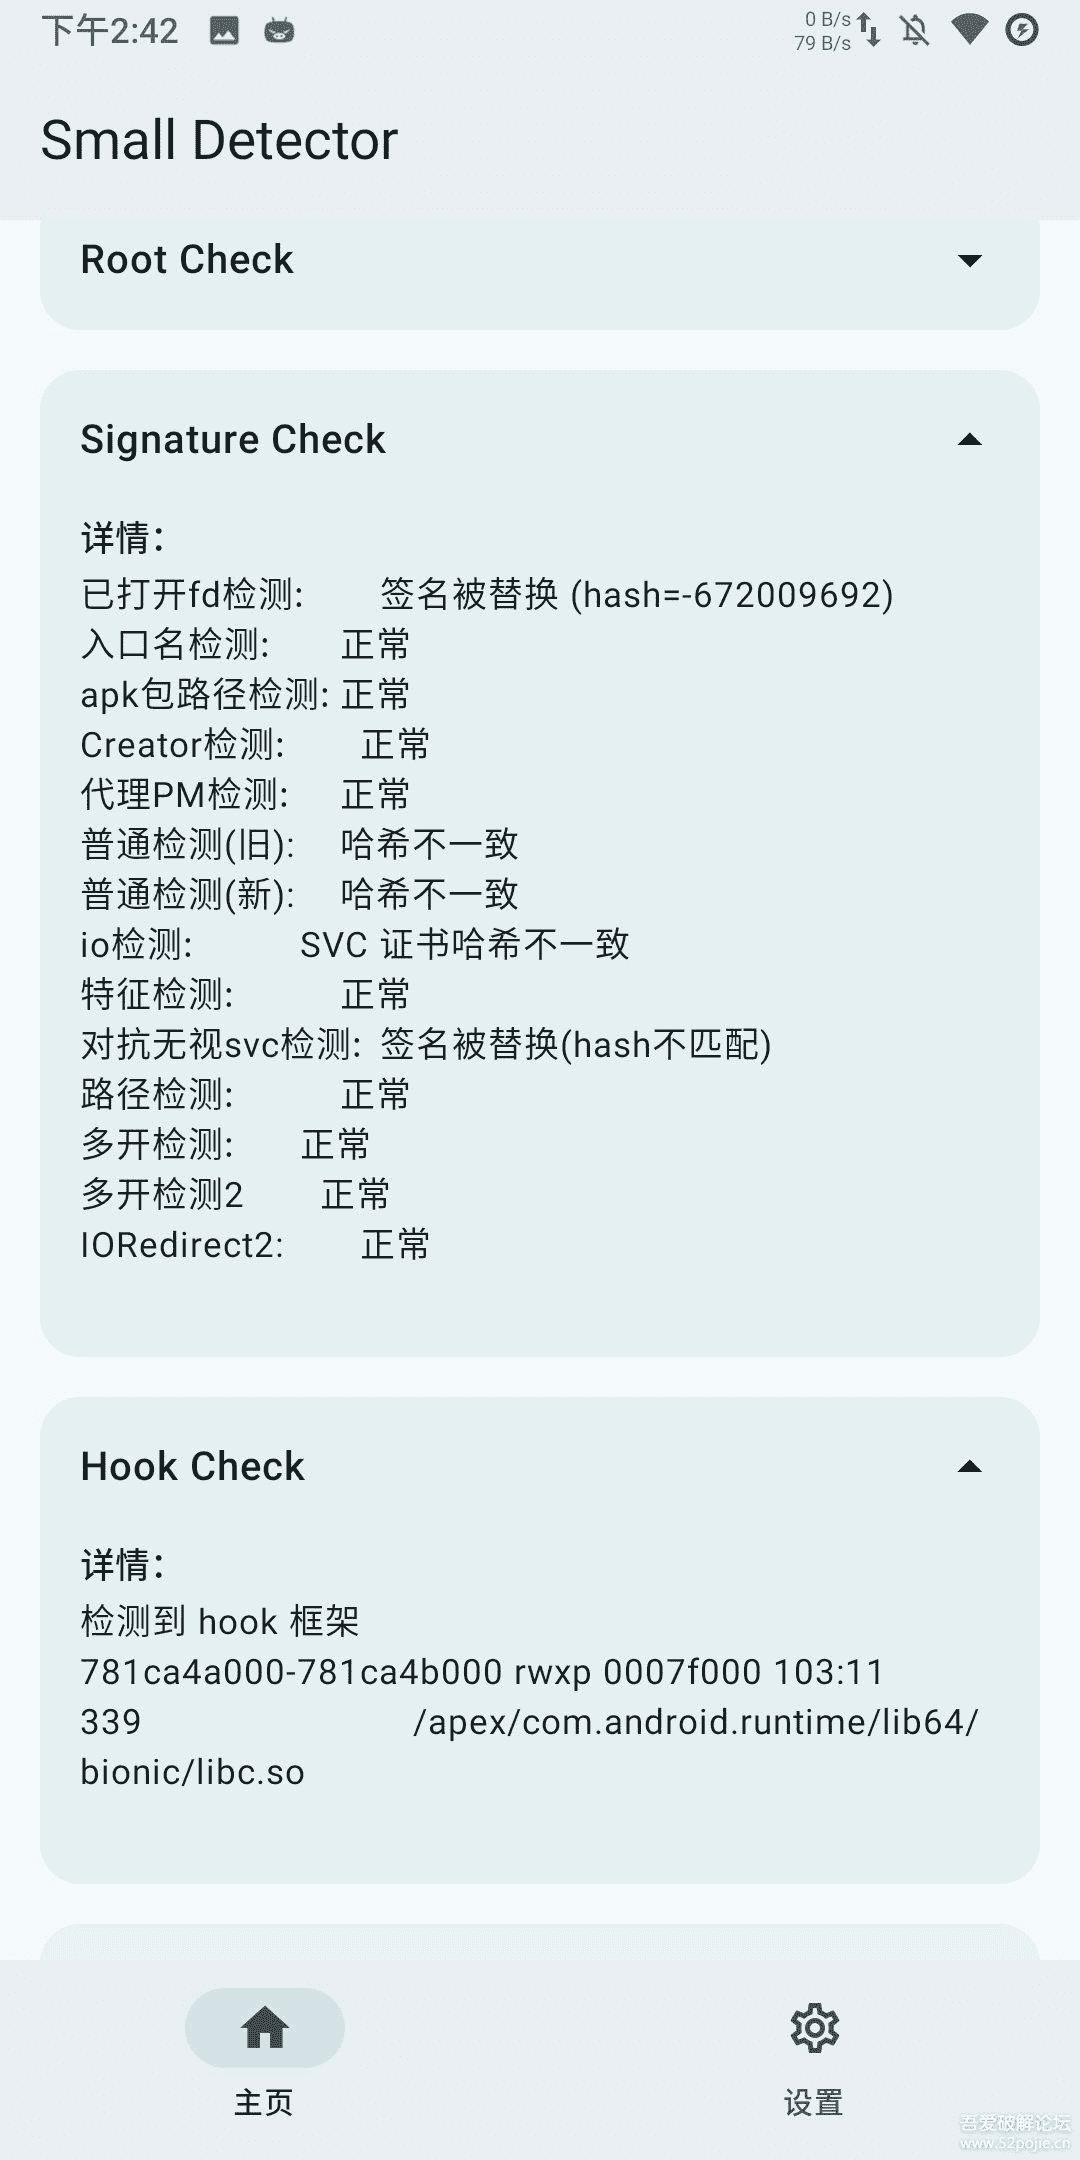 下午2:42
0 B/s
79 B/s
Small Detector
Root Check
Signature Check
详情：
已打开fd检测: 签名被替换 (hash=-672009692)
入口名检测: 正常
apk包路径检测: 正常
Creator检测: 正常
代理PM检测: 正常
普通检测(旧): 哈希不一致
普通检测(新): 哈希不一致
io检测: SVC 证书哈希不一致
特征检测: 正常
对抗无视svc检测: 签名被替换(hash不匹配)
路径检测: 正常
多开检测: 正常
多开检测2 正常
IORedirect2: 正常
Hook Check
详情：
检测到 hook 框架
781ca4a000-781ca4b000 rwxp 0007f000 103:11
339 /apex/com.android.runtime/lib64/
bionic/libc.so
主页
设置
吾爱破解论坛
www.52pojie.cn